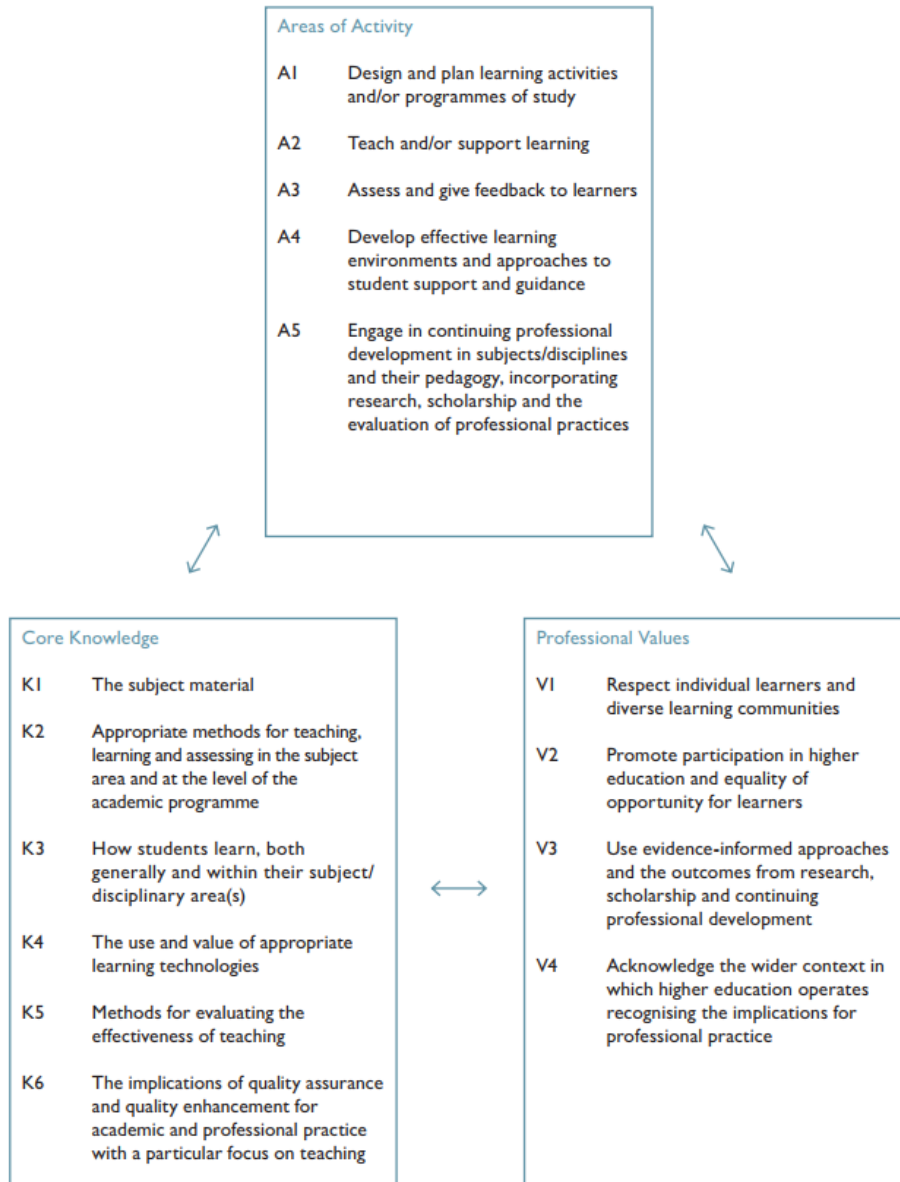 Areas of Activity
A1 Design and plan learning activities
and/or programmes of study
A2 Teach and/or support learning
A3 Assess and give feedback to learners
A4 Develop effective learning
environments and approaches to
student support and guidance
A5 Engage in continuing professional
development in subjects/disciplines
and their pedagogy, incorporating
research, scholarship and the
evaluation of professional practices
Core Knowledge
K1 The subject material
K2 Appropriate methods for teaching,
learning and assessing in the subject
area and at the level of the
academic programme
K3 How students learn, both
generally and within their subject/
disciplinary area(s)
K4 The use and value of appropriate
learning technologies
K5 Methods for evaluating the
effectiveness of teaching
K6 The implications of quality assurance
and quality enhancement for
academic and professional practice
with a particular focus on teaching
Professional Values
V1 Respect individual learners and
diverse learning communities
V2 Promote participation in higher
education and equality of
opportunity for learners
V3 Use evidence-informed approaches
and the outcomes from research,
scholarship and continuing
professional development
V4 Acknowledge the wider context in
which higher education operates
recognising the implications for
professional practice